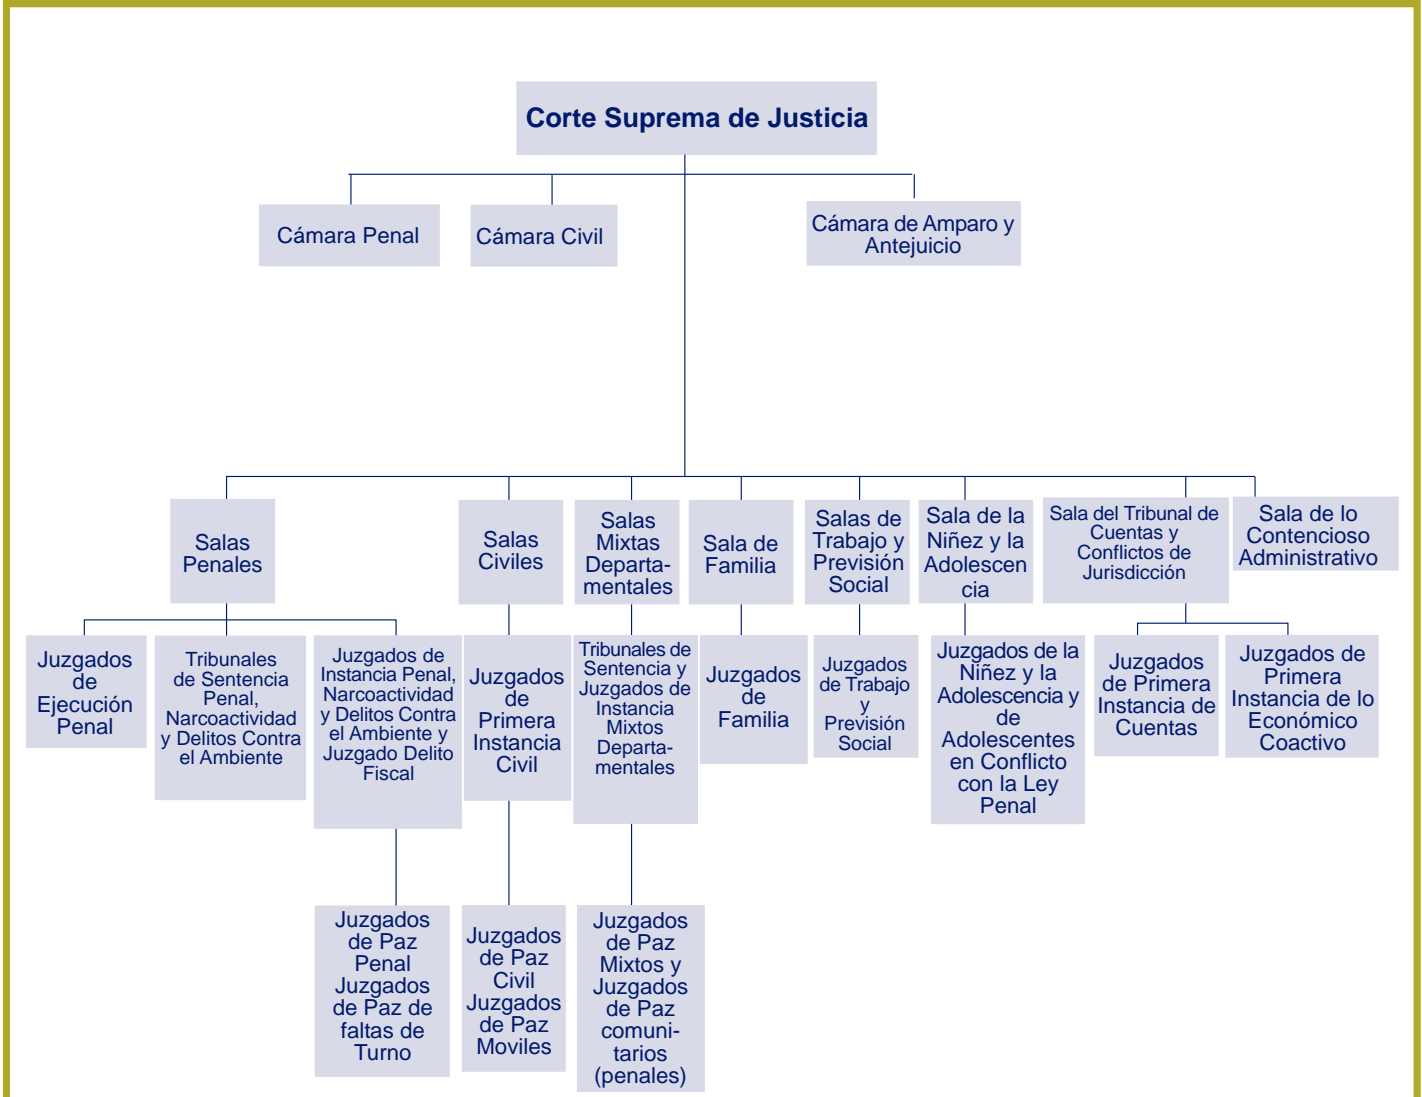 Corte Suprema de Justicia
Cámara Penal
Cámara Civil
Cámara de Amparo y
Antejuicio
Salas
Penales
Salas
Civiles
Salas
Mixtas
Departa-
mentales
Sala de
Familia
Salas de
Trabajo y
Previsión
Social
Sala de la
Niñez y la
Adolescen
cia
Sala del Tribunal de
Cuentas y
Conflictos de
Jurisdicción
Sala de lo
Contencioso
Administrativo
Juzgados
de
Ejecución
Penal
Tribunales
de Sentencia
Penal,
Narcoactividad
y Delitos Contra
el Ambiente
Juzgados de
Instancia Penal,
Narcoactividad
y Delitos Contra
el Ambiente y
Juzgado Delito
Fiscal
Juzgados
de
Primera
Instancia
Civil
Tribunales de
Sentencia y
Juzgados de
Instancia
Mixtos
Departa-
mentales
Juzgados
de
Familia
Juzgados
de Trabajo
y
Previsión
Social
Juzgados de la
Niñez y la
Adolescencia y
de
Adolescentes
en Conflicto
con la Ley
Penal
Juzgados
de Primera
Instancia de
Cuentas
Juzgados de
Primera
Instancia de lo
Económico
Coactivo
Juzgados
de Paz
Penal
Juzgados
de Paz de
faltas de
Turno
Juzgados
de Paz
Civil
Juzgados
de Paz
Moviles
Juzgados
de Paz
Mixtos y
Juzgados
de Paz
comuni-
tarios
(penales)